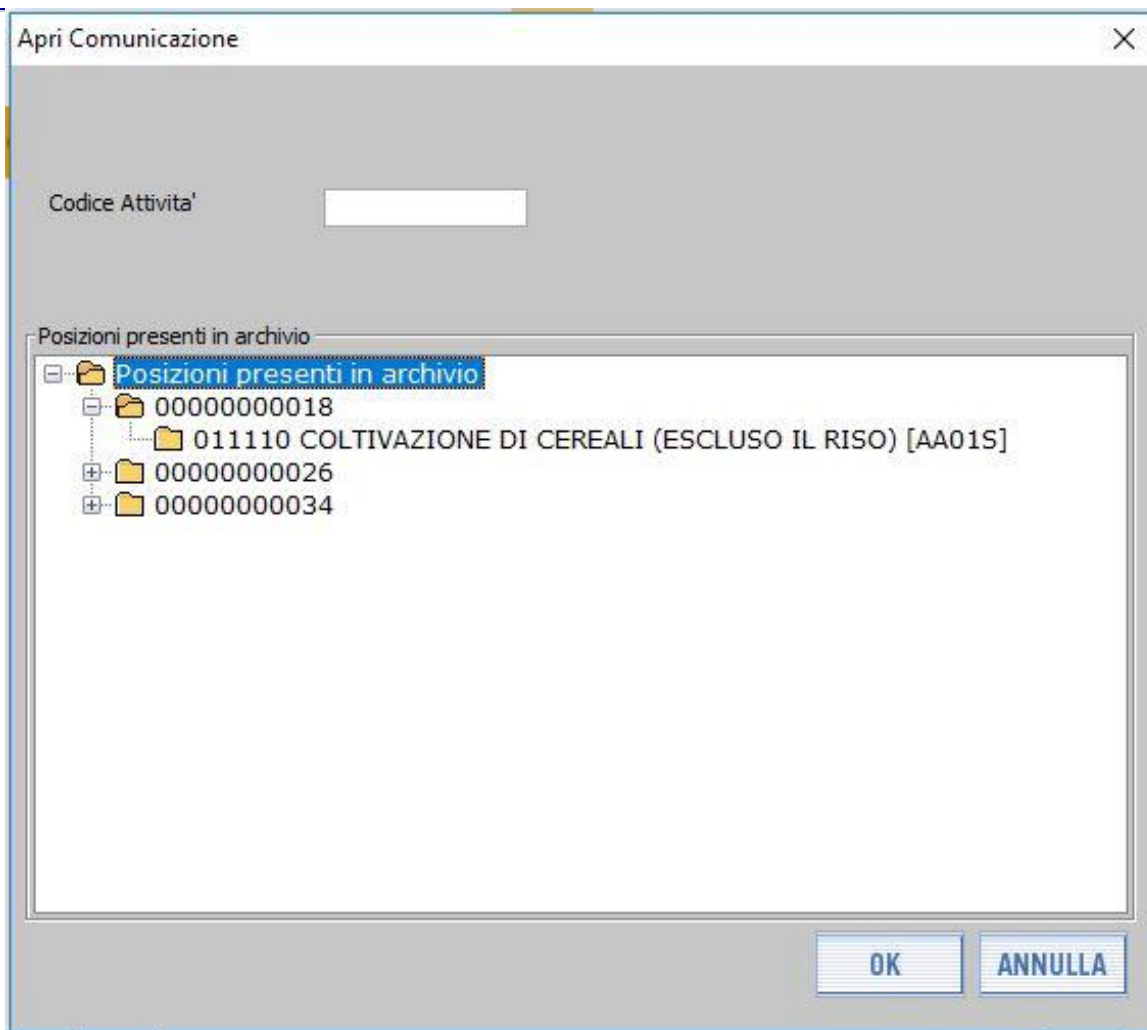 Apri Comunicazione
Codice Attivita'
Posizioni presenti in archivio
Posizioni presenti in archivio
00000000018
011110 COLTIVAZIONE DI CEREALI (ESCLUSO IL RISO) [AA01S]
00000000026
00000000034
OK ANNULLA